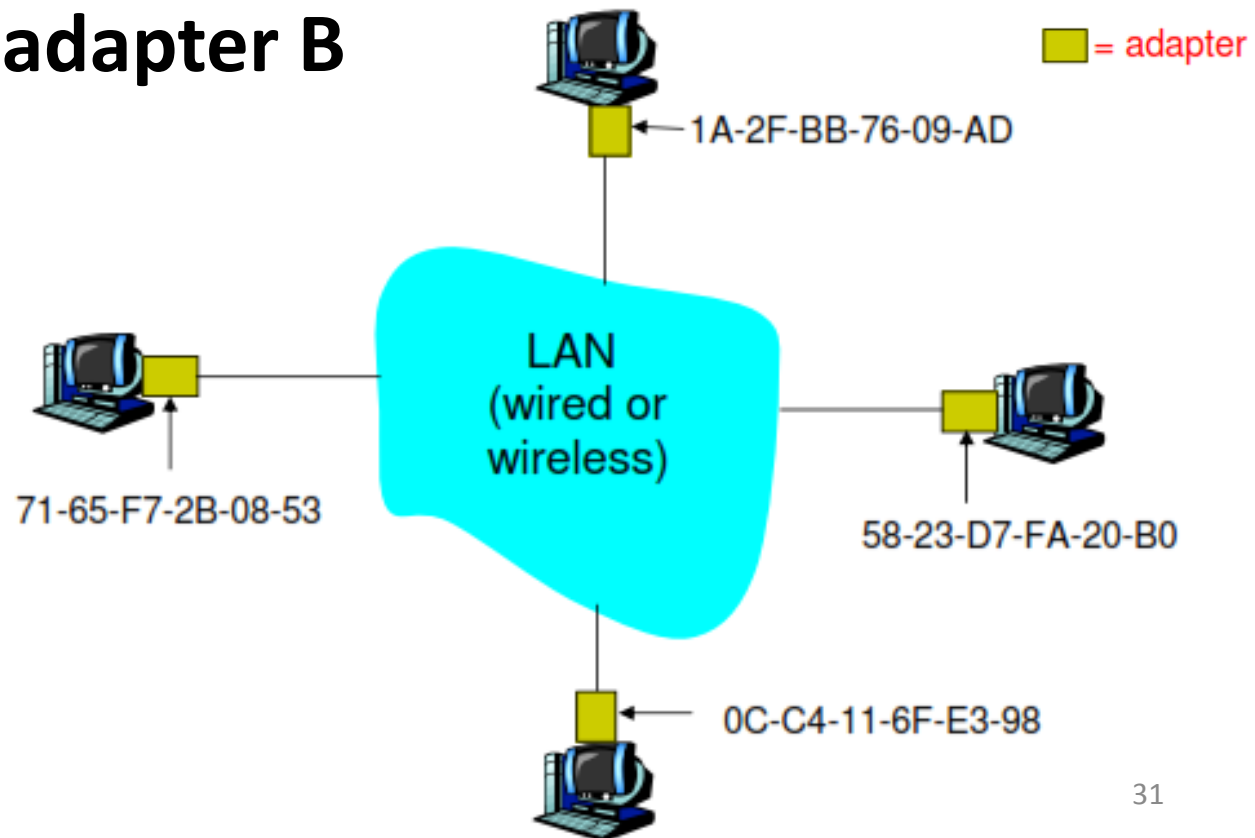 adapter B
= adapter
1A-2F-BB-76-09-AD
LAN
(wired or
wireless)
71-65-F7-2B-08-53
58-23-D7-FA-20-B0
0C-C4-11-6F-E3-98
31